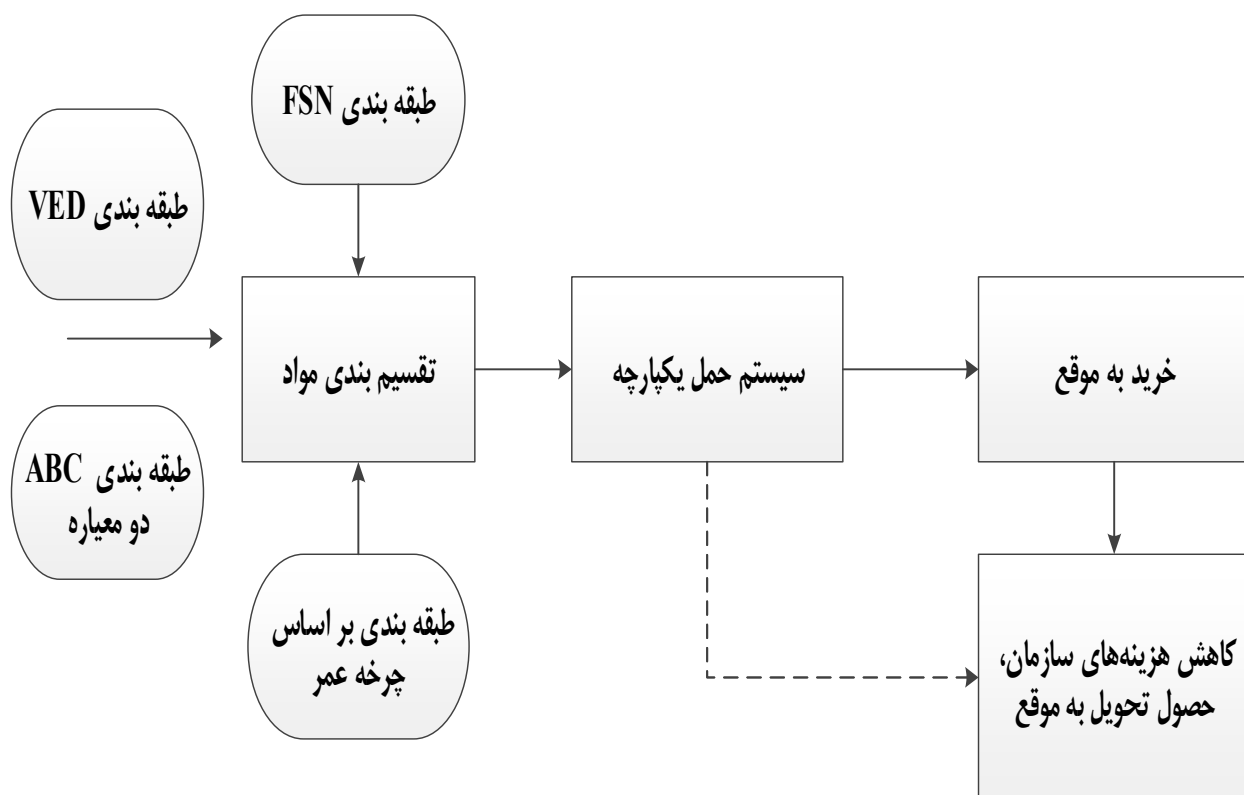 طبقه بندی FSN
طبقه بندی VED
تقسیم بندی مواد
سیستم حمل یکپارچه
خرید به موقع
طبقه بندی ABC
دو معیاره
طبقه بندی بر اساس
چرخه عمر
کاهش هزینه‌های سازمان،
حصول تحویل به موقع